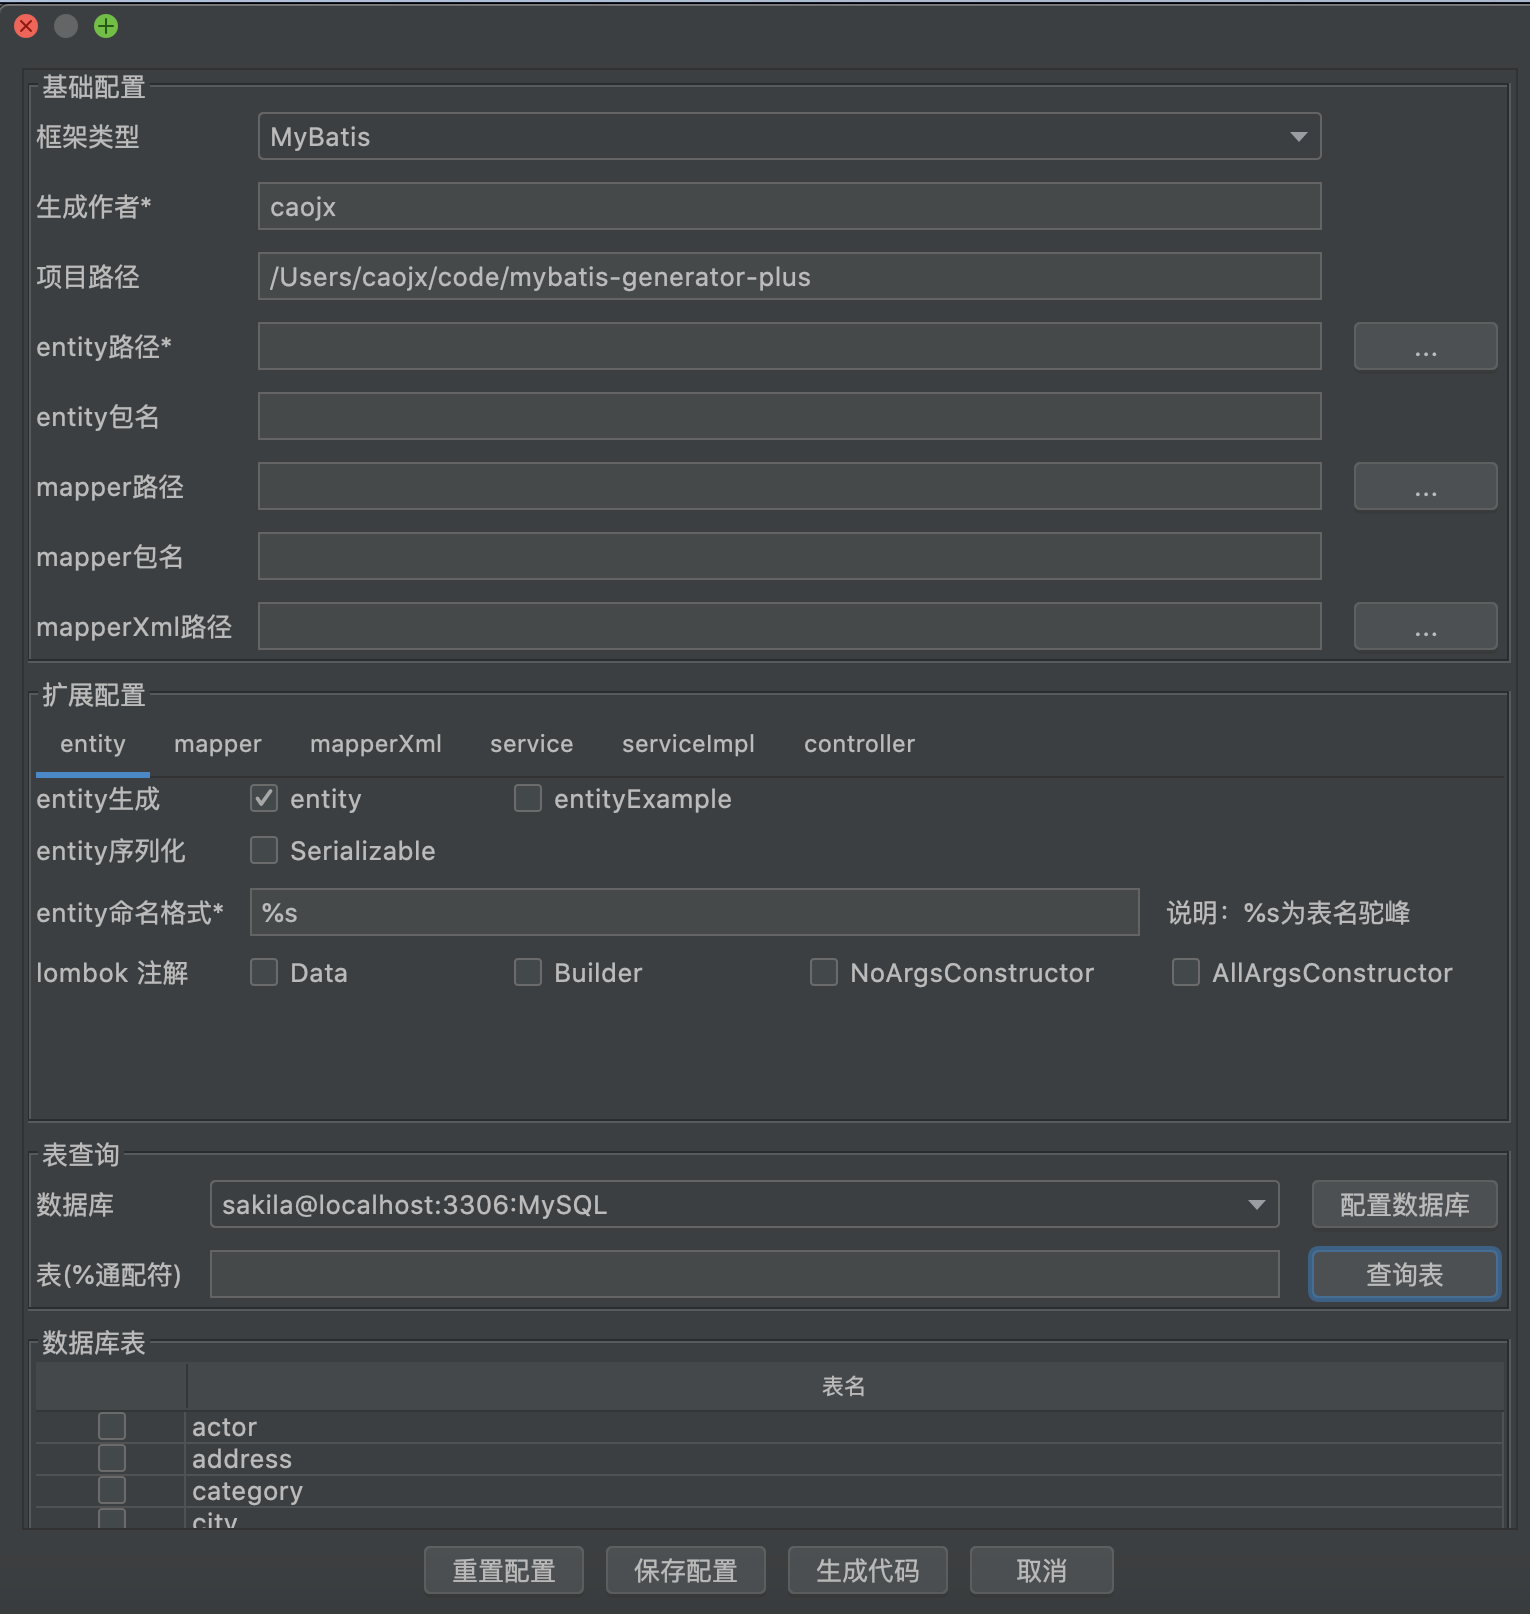 基础配置
框架类型 MyBatis
生成作者* caojx
项目路径 /Users/caojx/code/mybatis-generator-plus
entity路径* ...
entity包名
mapper路径 ...
mapper包名
mapperXml路径 ...
扩展配置
entity mapper mapperXml service serviceImpl controller
entity生成 entity entityExample
entity序列化 Serializable
entity命名格式* %s 说明：%s为表名驼峰
lombok 注解 Data Builder NoArgsConstructor AllArgsConstructor
表查询
数据库 sakila@localhost:3306:MySQL 配置数据库
表(%通配符) 查询表
数据库表
表名
actor
address
category
city
重置配置 保存配置 生成代码 取消